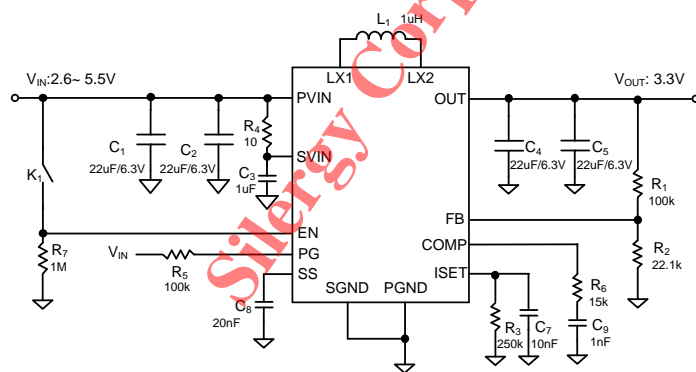 L1 1uH
LX1 LX2
VIN:2.6~ 5.5V
VOUT: 3.3V
PVIN
OUT
R4
10
C1
22uF/6.3V
C2
22uF/6.3V
C4
22uF/6.3V
C5
22uF/6.3V
SVIN
C3
1uF
K1
R1
100k
FB
EN
COMP
R7
1M
VIN
R5
100k
PG
R2
22.1k
SS
ISET
C8
20nF
SGND PGND
R6
15k
R3
250k
C7
10nF
C9
1nF
Silergy Corp